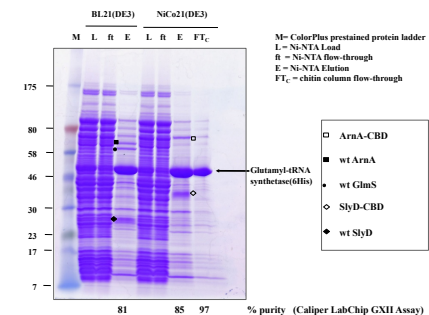 BL21(DE3) NiCo21(DE3)
M L ft E L ft E FTC
M= ColorPlus prestained protein ladder
L = Ni-NTA Load
ft = Ni-NTA flow-through
E = Ni-NTA Elution
FTC = chitin column flow-through
175
80
58
46
30
23
17
7
Glutamyl-tRNA
synthetase(6His)
ArnA-CBD
wt ArnA
wt GlmS
SlyD-CBD
wt SlyD
81 85 97 % purity (Caliper LabChip GXII Assay)